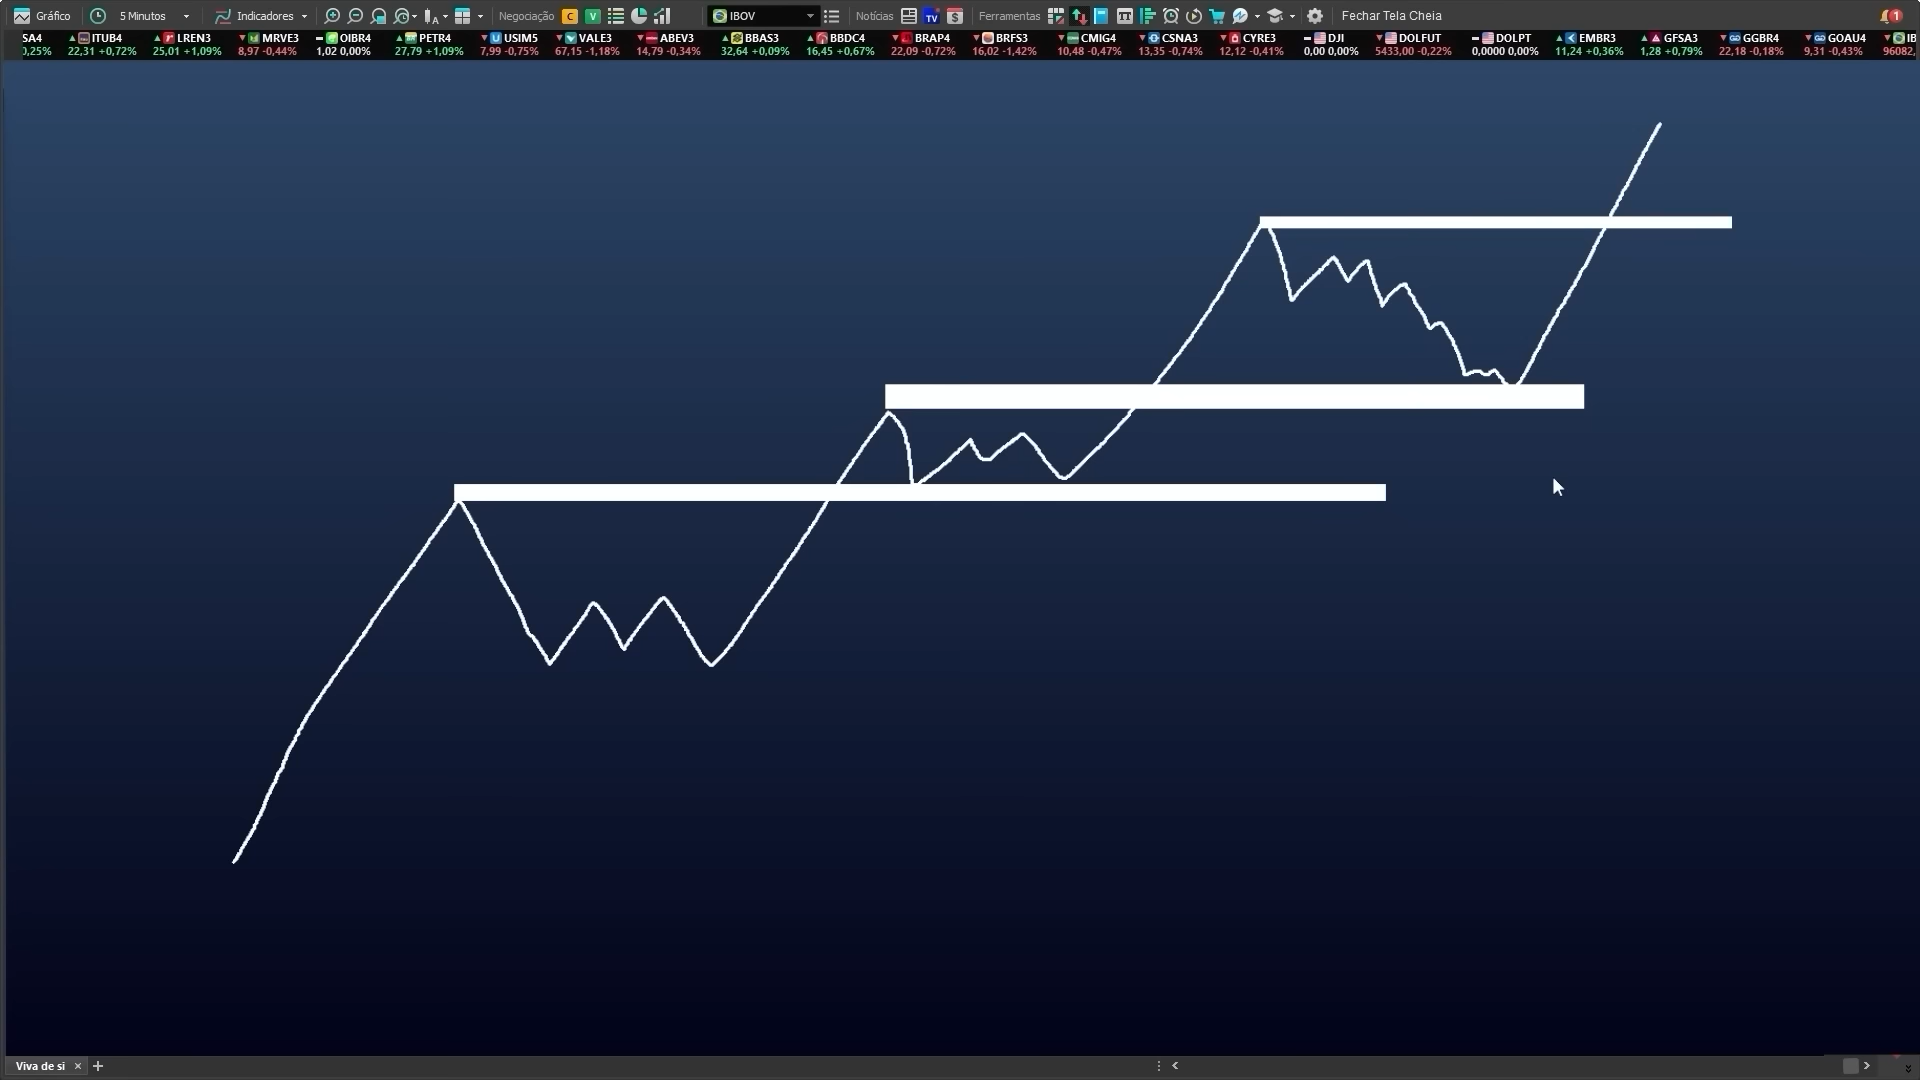 Gráfico 5 Minutos Indicadores Negociação C V IBOV Notícias TV $ Ferramentas Fechar Tela Cheia 1
SA4 ITUB4 LREN3 MRVE3 OIBR4 PETR4 USIM5 VALE3 ABEV3 BBAS3 BBDC4 BRAP4 BRFS3 CMIG4 CSNA3 CYRE3 DJI DOLFUT DOLPT EMBR3 GFSA3 GGBR4 GOAU4 IB
0,25% 22,31 +0,72% 25,01 +1,09% 8,97 -0,44% 1,02 0,00% 27,79 +1,09% 7,99 -0,75% 67,15 -1,18% 14,79 -0,34% 32,64 +0,09% 16,45 +0,67% 22,09 -0,72% 16,02 -1,42% 10,48 -0,47% 13,35 -0,74% 12,12 -0,41% 0,00 0,00% 5433,00 -0,22% 0,0000 0,00% 11,24 +0,36% 1,28 +0,79% 22,18 -0,18% 9,31 -0,43% 96082,
Viva de si